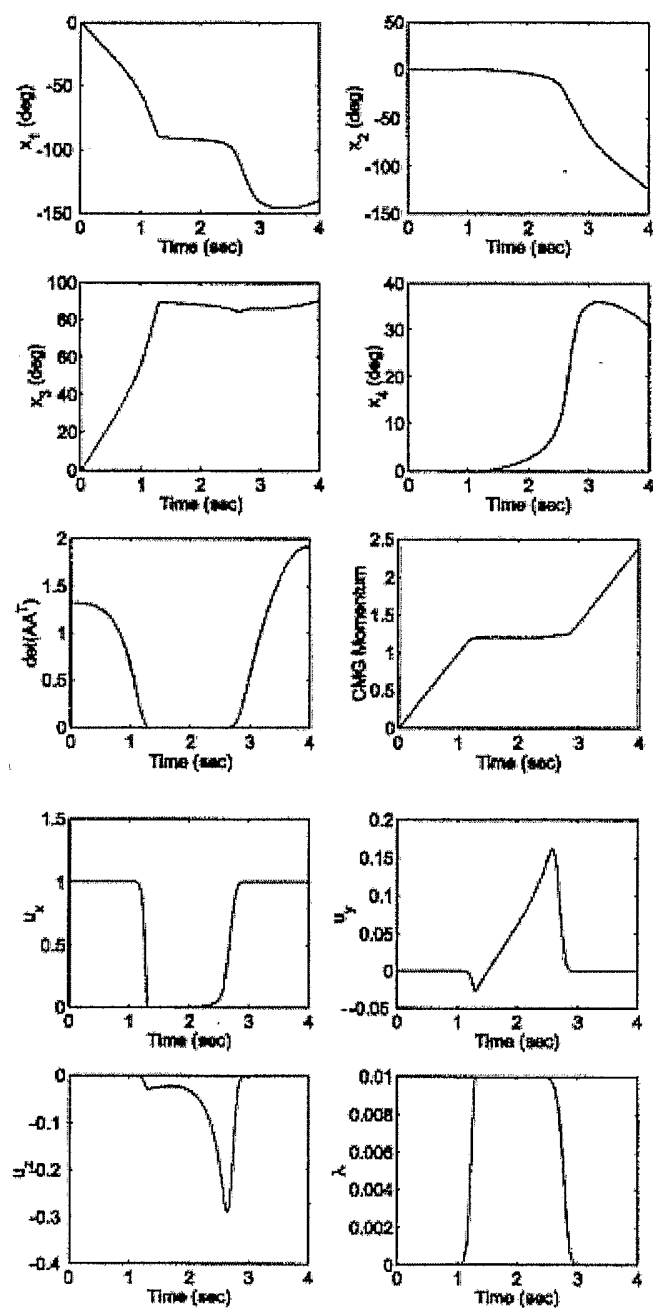 0
-50
-100
-150
x₁ (deg)
0 1 2 3 4
Time (sec)
50
0
-50
-100
-150
x₂ (deg)
0 1 2 3 4
Time (sec)
100
80
60
40
20
0
x₃ (deg)
0 1 2 3 4
Time (sec)
40
30
20
10
0
x₄ (deg)
0 1 2 3 4
Time (sec)
2
1.5
1
0.5
0
det(AAᵀ)
0 1 2 3 4
Time (sec)
2.5
2
1.5
1
0.5
0
CMG Momentum
0 1 2 3 4
Time (sec)
1.5
1
0.5
0
uₓ
0 1 2 3 4
Time (sec)
0.2
0.15
0.1
0.05
0
-0.05
u_y
0 1 2 3 4
Time (sec)
0
-0.1
-0.2
-0.3
-0.4
u_z
0 1 2 3 4
Time (sec)
0.01
0.008
0.006
0.004
0.002
0
λ
0 1 2 3 4
Time (sec)